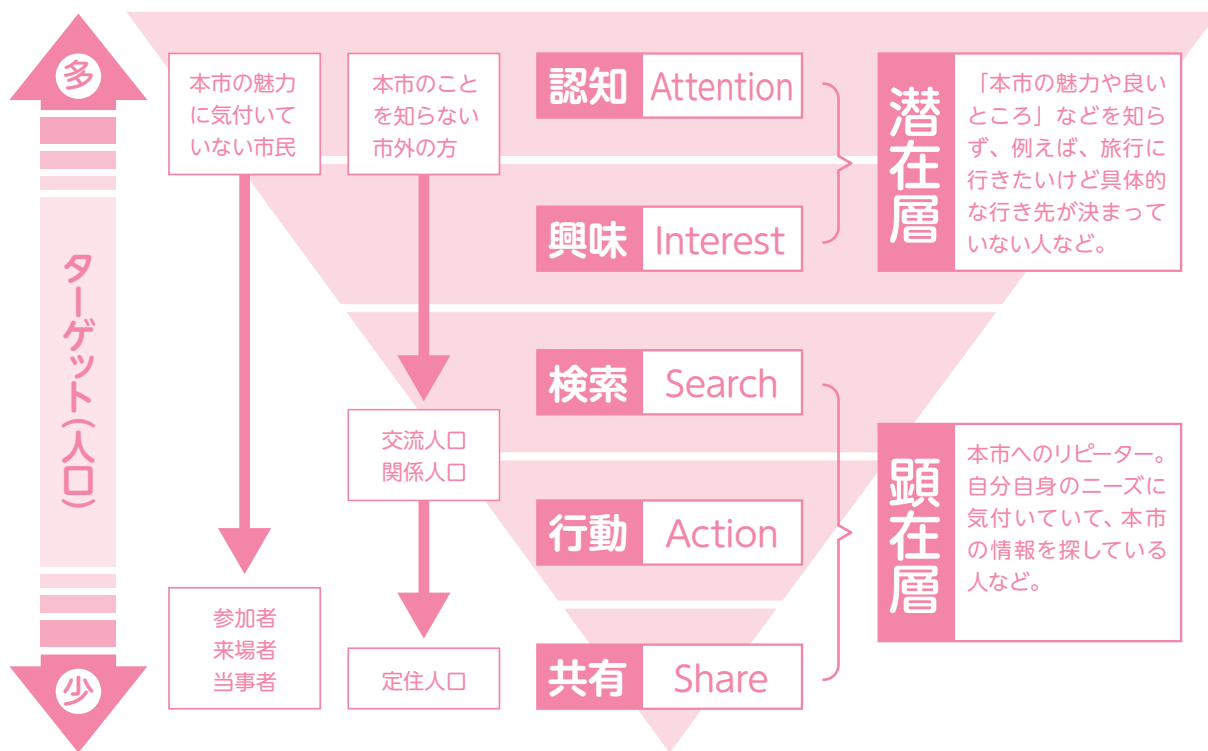 多
ターゲット(人口)
少
本市の魅力
に気付いて
いない市民
参加者
来場者
当事者
本市のこと
を知らない
市外の方
交流人口
関係人口
定住人口
認知 Attention
興味 Interest
検索 Search
行動 Action
共有 Share
潜在層
「本市の魅力や良い
ところ」などを知ら
ず、例えば、旅行に
行きたいけど具体的
な行き先が決まって
いない人など。
顕在層
本市へのリピーター。
自分自身のニーズに
気付いていて、本市
の情報を探している
人など。